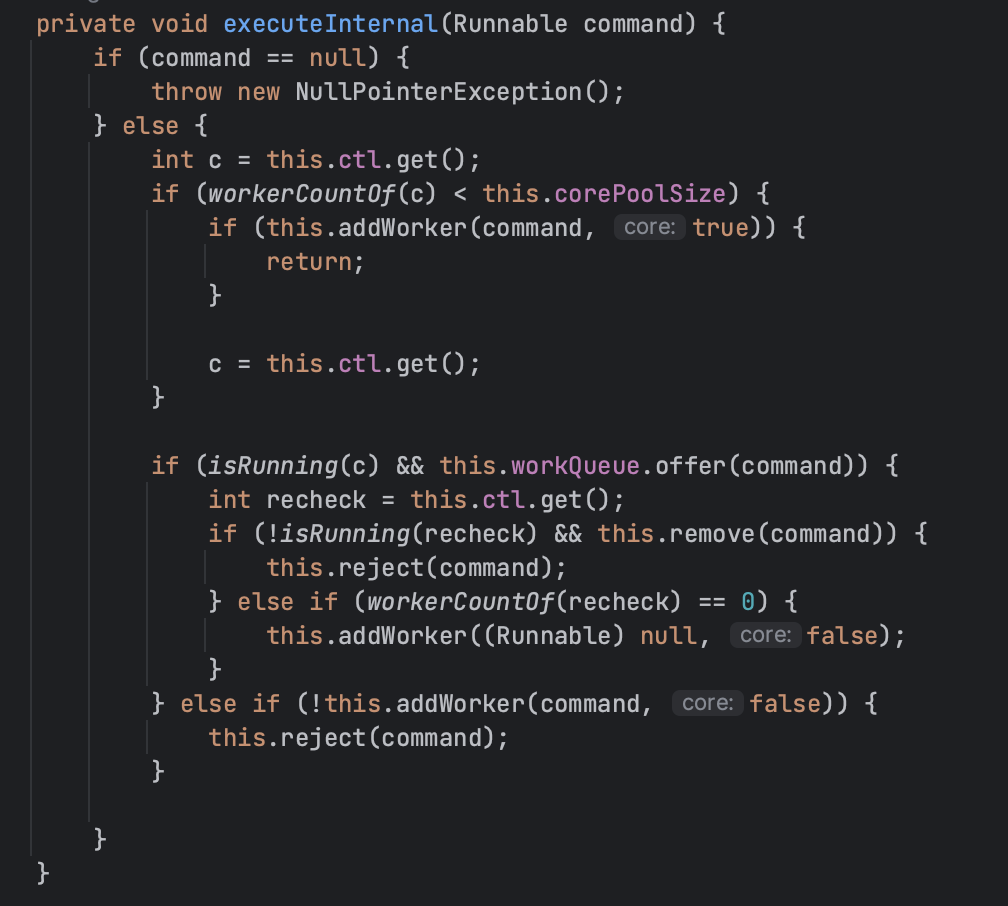 private void executeInternal(Runnable command) {
if (command == null) {
throw new NullPointerException();
} else {
int c = this.ctl.get();
if (workerCountOf(c) < this.corePoolSize) {
if (this.addWorker(command, core: true)) {
return;
}
c = this.ctl.get();
}
if (isRunning(c) && this.workQueue.offer(command)) {
int recheck = this.ctl.get();
if (!isRunning(recheck) && this.remove(command)) {
this.reject(command);
} else if (workerCountOf(recheck) == 0) {
this.addWorker((Runnable) null, core: false);
}
} else if (!this.addWorker(command, core: false)) {
this.reject(command);
}
}
}